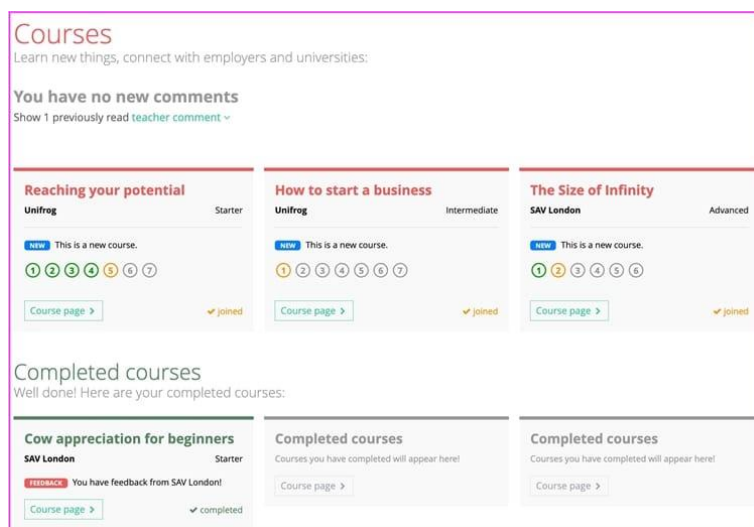 Courses
Learn new things, connect with employers and universities:
You have no new comments
Show 1 previously read teacher comment
Reaching your potential
Unifrog Starter
NEW This is a new course.
1 2 3 4 5 6 7
Course page >
joined
How to start a business
Unifrog Intermediate
NEW This is a new course.
1 2 3 4 5 6 7
Course page >
joined
The Size of Infinity
SAV London Advanced
NEW This is a new course.
1 2 3 4 5 6
Course page >
joined
Completed courses
Well done! Here are your completed courses:
Cow appreciation for beginners
SAV London Starter
FEEDBACK You have feedback from SAV London!
Course page >
completed
Completed courses
Courses you have completed will appear here!
Course page >
Completed courses
Courses you have completed will appear here!
Course page >